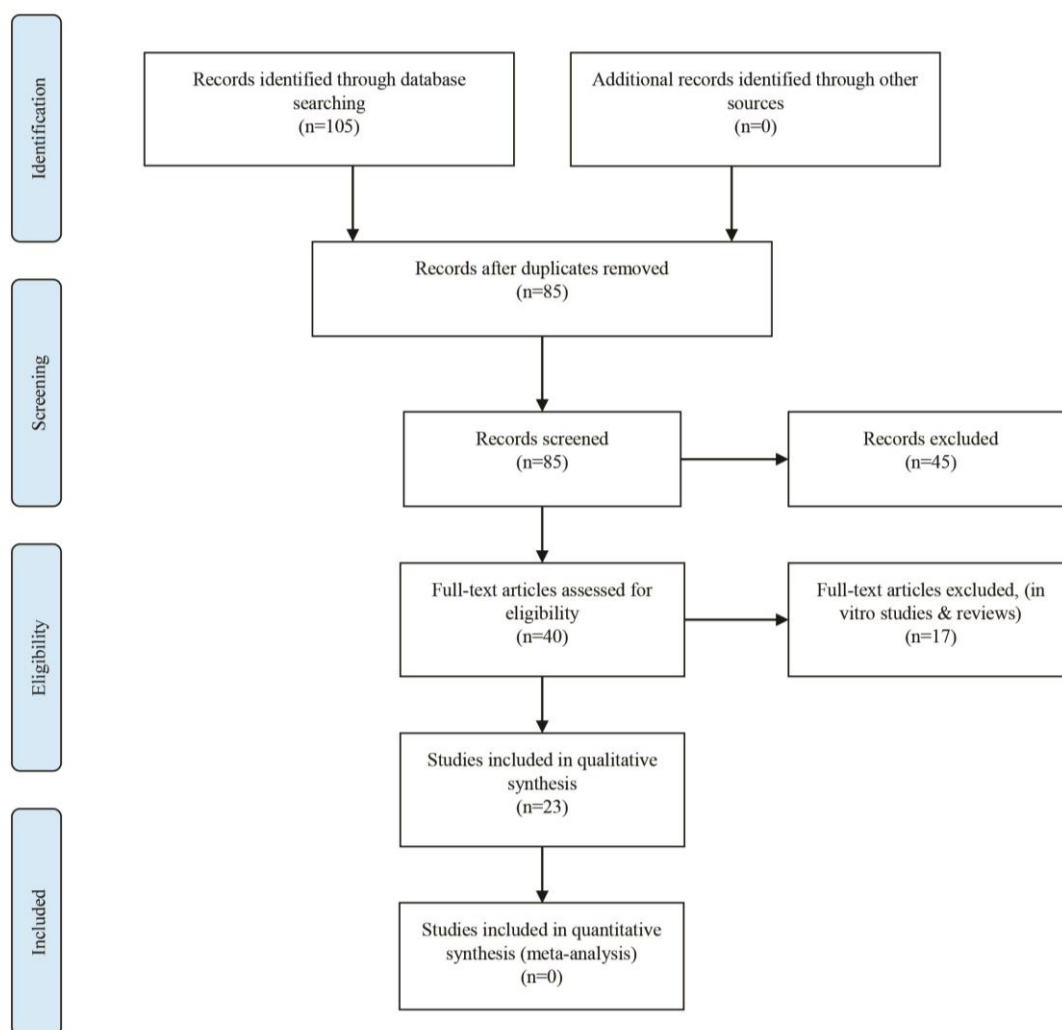 Identification
Records identified through database
searching
(n=105)
Additional records identified through other
sources
(n=0)
Records after duplicates removed
(n=85)
Screening
Records screened
(n=85)
Records excluded
(n=45)
Eligibility
Full-text articles assessed for
eligibility
(n=40)
Full-text articles excluded, (in
vitro studies & reviews)
(n=17)
Studies included in qualitative
synthesis
(n=23)
Included
Studies included in quantitative
synthesis (meta-analysis)
(n=0)